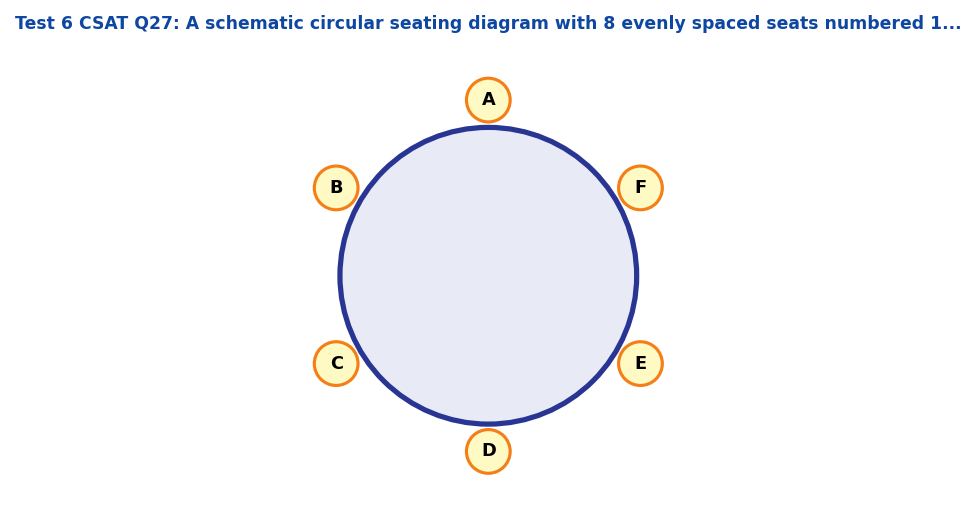 Test 6 CSAT Q27: A schematic circular seating diagram with 8 evenly spaced seats numbered 1...
A
B
F
C
E
D